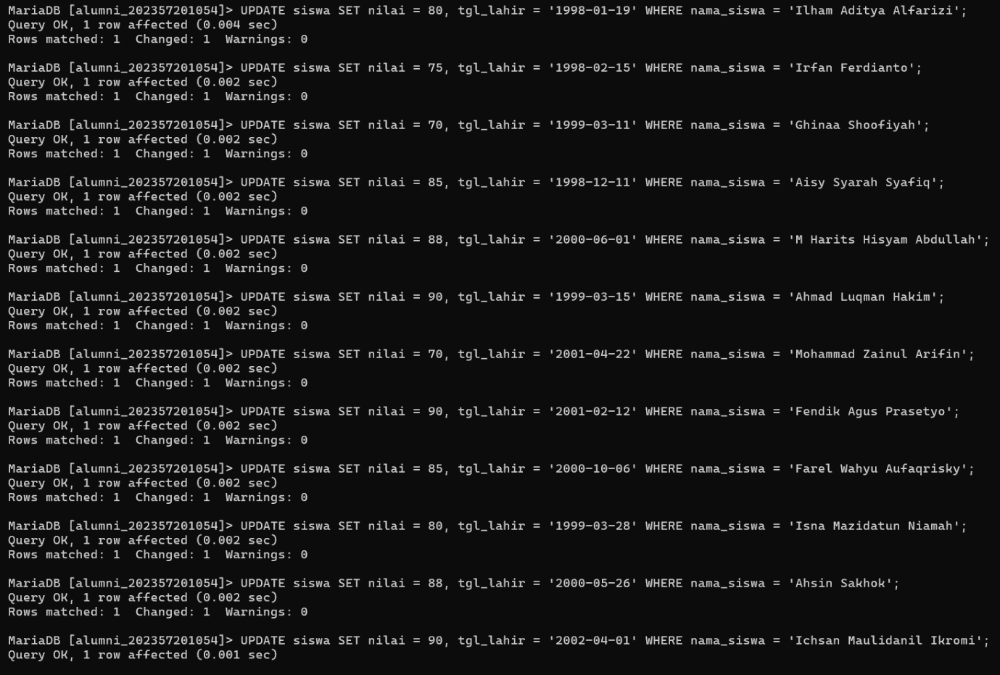 MariaDB [alumni_202357201054]> UPDATE siswa SET nilai = 80, tgl_lahir = '1998-01-19' WHERE nama_siswa = 'Ilham Aditya Alfarizi';
Query OK, 1 row affected (0.004 sec)
Rows matched: 1  Changed: 1  Warnings: 0

MariaDB [alumni_202357201054]> UPDATE siswa SET nilai = 75, tgl_lahir = '1998-02-15' WHERE nama_siswa = 'Irfan Ferdianto';
Query OK, 1 row affected (0.002 sec)
Rows matched: 1  Changed: 1  Warnings: 0

MariaDB [alumni_202357201054]> UPDATE siswa SET nilai = 70, tgl_lahir = '1999-03-11' WHERE nama_siswa = 'Ghinaa Shoofiyah';
Query OK, 1 row affected (0.002 sec)
Rows matched: 1  Changed: 1  Warnings: 0

MariaDB [alumni_202357201054]> UPDATE siswa SET nilai = 85, tgl_lahir = '1998-12-11' WHERE nama_siswa = 'Aisy Syarah Syafiq';
Query OK, 1 row affected (0.002 sec)
Rows matched: 1  Changed: 1  Warnings: 0

MariaDB [alumni_202357201054]> UPDATE siswa SET nilai = 88, tgl_lahir = '2000-06-01' WHERE nama_siswa = 'M Harits Hisyam Abdullah';
Query OK, 1 row affected (0.002 sec)
Rows matched: 1  Changed: 1  Warnings: 0

MariaDB [alumni_202357201054]> UPDATE siswa SET nilai = 90, tgl_lahir = '1999-03-15' WHERE nama_siswa = 'Ahmad Luqman Hakim';
Query OK, 1 row affected (0.002 sec)
Rows matched: 1  Changed: 1  Warnings: 0

MariaDB [alumni_202357201054]> UPDATE siswa SET nilai = 70, tgl_lahir = '2001-04-22' WHERE nama_siswa = 'Mohammad Zainul Arifin';
Query OK, 1 row affected (0.002 sec)
Rows matched: 1  Changed: 1  Warnings: 0

MariaDB [alumni_202357201054]> UPDATE siswa SET nilai = 90, tgl_lahir = '2001-02-12' WHERE nama_siswa = 'Fendik Agus Prasetyo';
Query OK, 1 row affected (0.002 sec)
Rows matched: 1  Changed: 1  Warnings: 0

MariaDB [alumni_202357201054]> UPDATE siswa SET nilai = 85, tgl_lahir = '2000-10-06' WHERE nama_siswa = 'Farel Wahyu Aufaqrisky';
Query OK, 1 row affected (0.002 sec)
Rows matched: 1  Changed: 1  Warnings: 0

MariaDB [alumni_202357201054]> UPDATE siswa SET nilai = 80, tgl_lahir = '1999-03-28' WHERE nama_siswa = 'Isna Mazidatun Niamah';
Query OK, 1 row affected (0.002 sec)
Rows matched: 1  Changed: 1  Warnings: 0

MariaDB [alumni_202357201054]> UPDATE siswa SET nilai = 88, tgl_lahir = '2000-05-26' WHERE nama_siswa = 'Ahsin Sakhok';
Query OK, 1 row affected (0.002 sec)
Rows matched: 1  Changed: 1  Warnings: 0

MariaDB [alumni_202357201054]> UPDATE siswa SET nilai = 90, tgl_lahir = '2002-04-01' WHERE nama_siswa = 'Ichsan Maulidanil Ikromi';
Query OK, 1 row affected (0.001 sec)